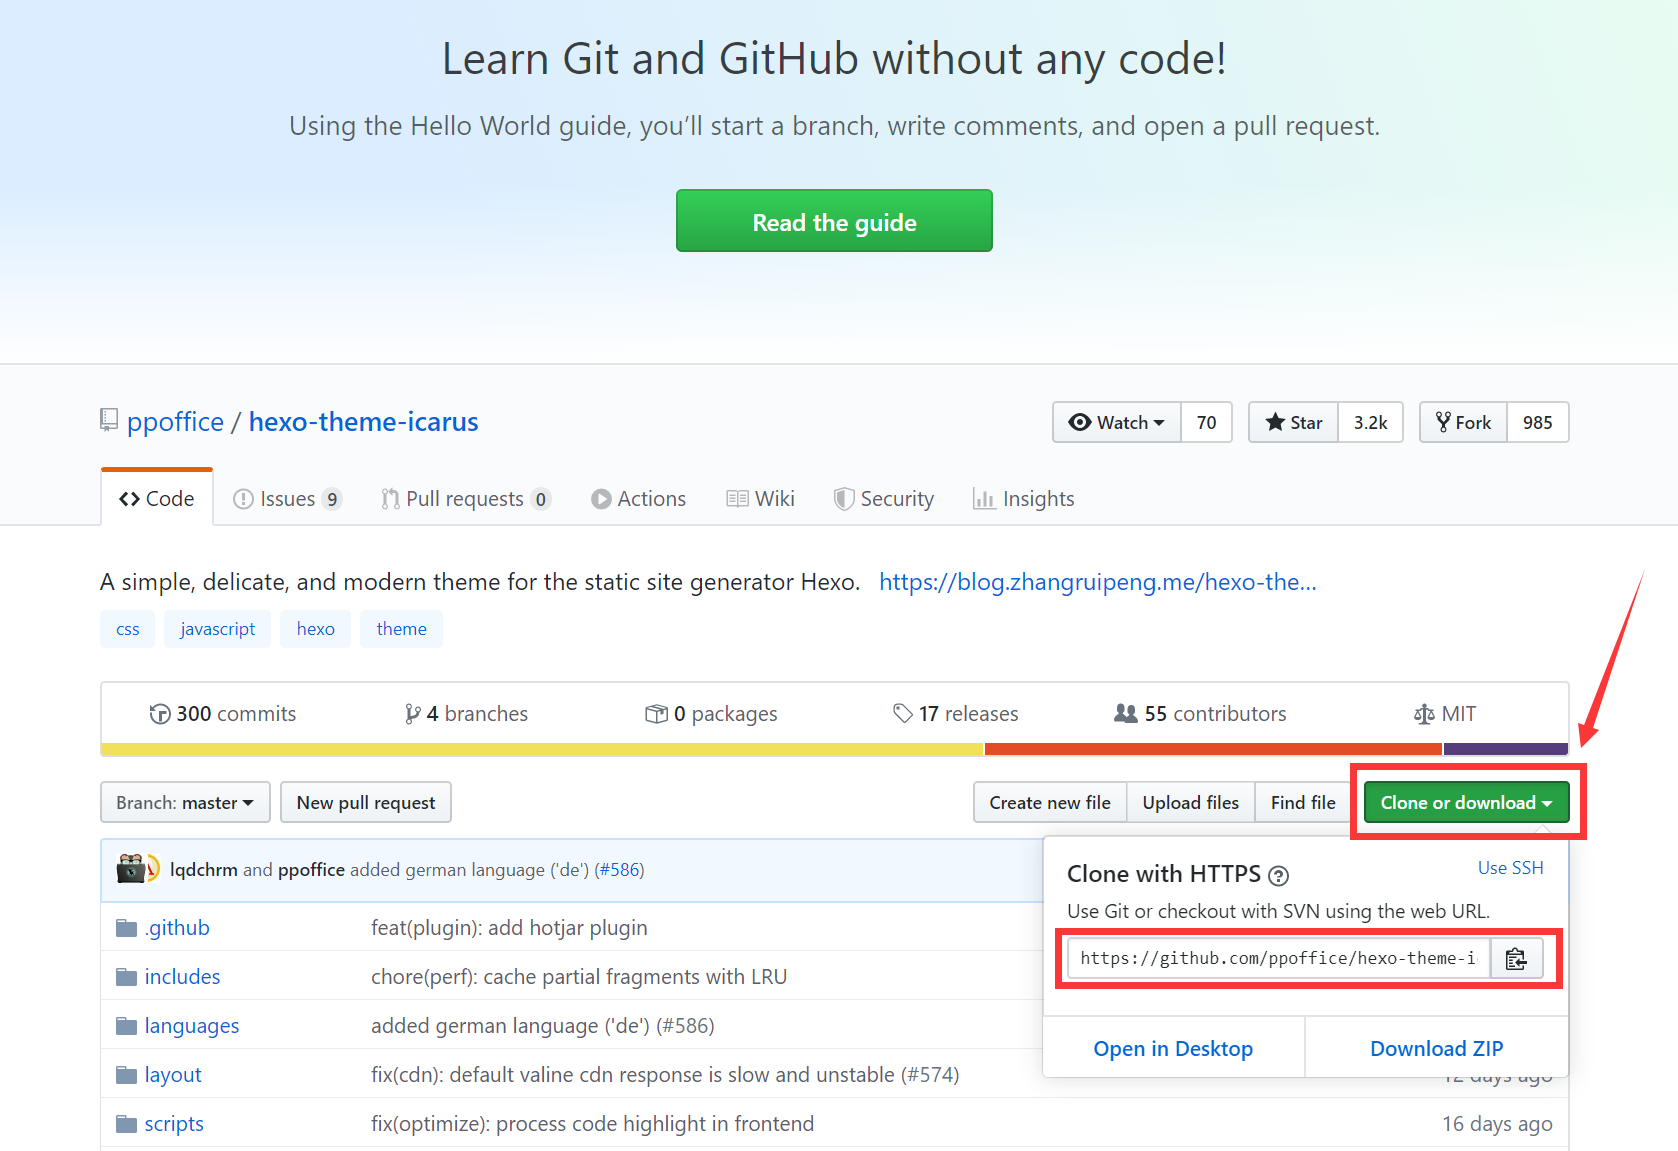 Learn Git and GitHub without any code!
Using the Hello World guide, you’ll start a branch, write comments, and open a pull request.
Read the guide
ppoffice / hexo-theme-icarus
Watch 70 Star 3.2k Fork 985
Code Issues 9 Pull requests 0 Actions Wiki Security Insights
A simple, delicate, and modern theme for the static site generator Hexo. https://blog.zhangruipeng.me/hexo-the...
css javascript hexo theme
300 commits 4 branches 0 packages 17 releases 55 contributors MIT
Branch: master New pull request Create new file Upload files Find file Clone or download
lqdchrm and ppoffice added german language ('de') (#586)
Clone with HTTPS ?
Use SSH
Use Git or checkout with SVN using the web URL.
https://github.com/ppoffice/hexo-theme-i
Open in Desktop Download ZIP
.github feat(plugin): add hotjar plugin
includes chore(perf): cache partial fragments with LRU
languages added german language ('de') (#586)
layout fix(cdn): default valine cdn response is slow and unstable (#574) 12 days ago
scripts fix(optimize): process code highlight in frontend 16 days ago